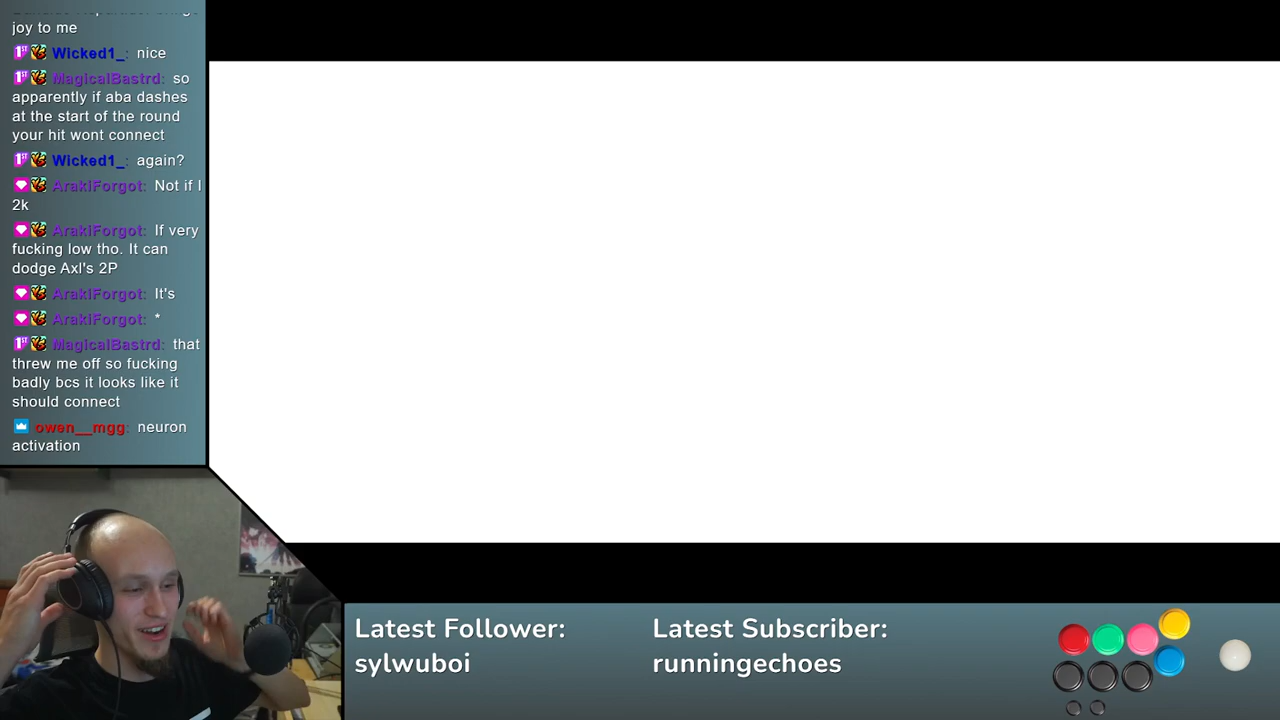 joy to me
Wicked1_: nice
MagicalBastrd: so
apparently if aba dashes
at the start of the round
your hit wont connect
Wicked1_: again?
ArakiForgot: Not if I
2k
ArakiForgot: If very
fucking low tho. It can
dodge Axl's 2P
ArakiForgot: It's
ArakiForgot: *
MagicalBastrd: that
threw me off so fucking
badly bcs it looks like it
should connect
owen__mgg: neuron
activation
Latest Follower:
sylwuboi
Latest Subscriber:
runningechoes